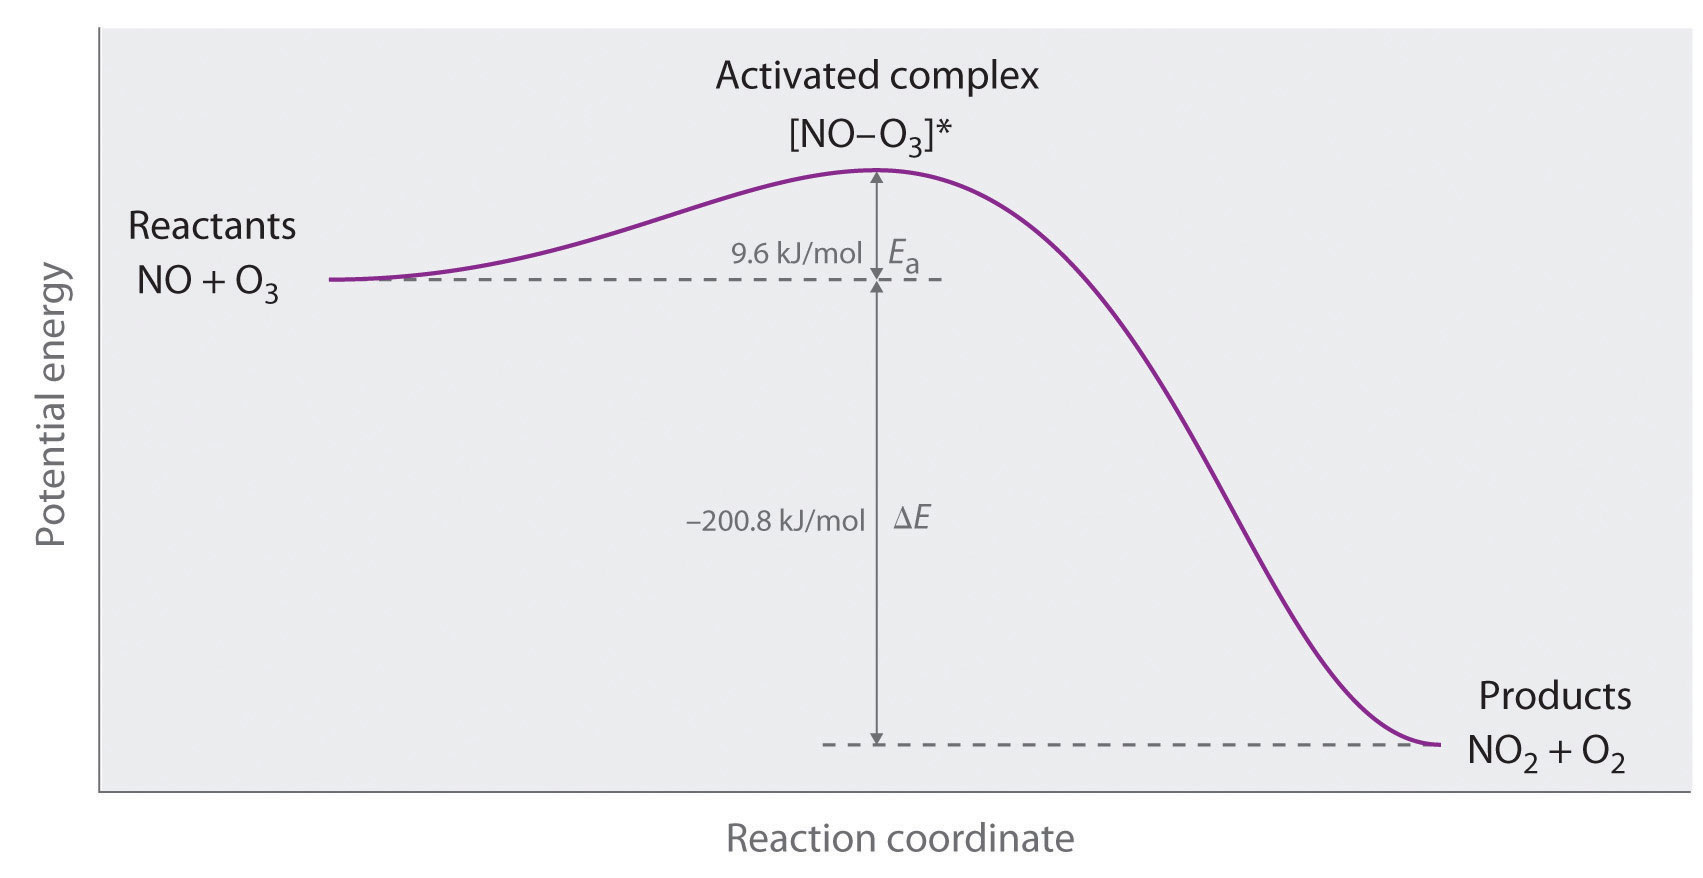 Activated complex
[NO–O₃]*
Reactants
NO + O₃
9.6 kJ/mol Eₐ
–200.8 kJ/mol ΔE
Products
NO₂ + O₂
Potential energy
Reaction coordinate